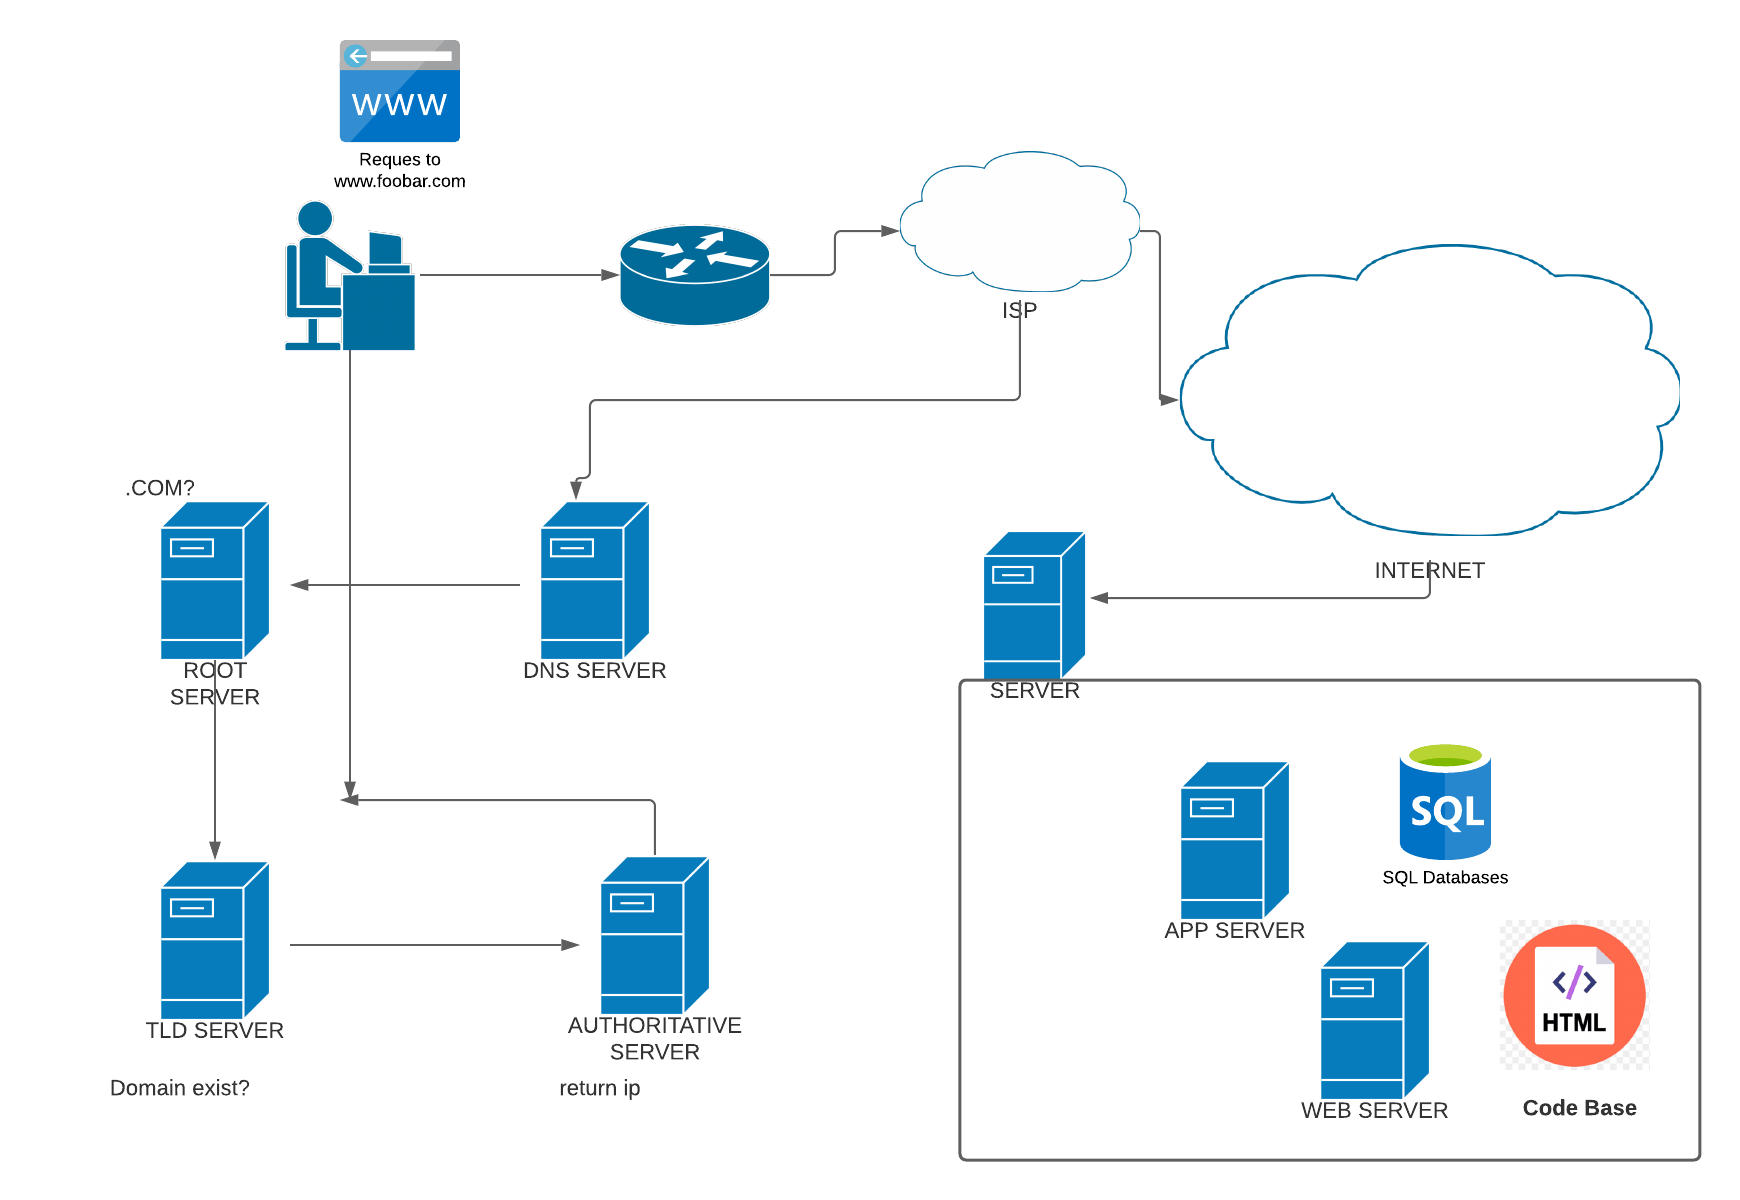 WWW
Reques to
www.foobar.com
ISP
.COM?
INTERNET
ROOT
SERVER
DNS SERVER
SERVER
SQL
SQL Databases
APP SERVER
HTML
TLD SERVER
AUTHORITATIVE
SERVER
Domain exist?
return ip
WEB SERVER
Code Base